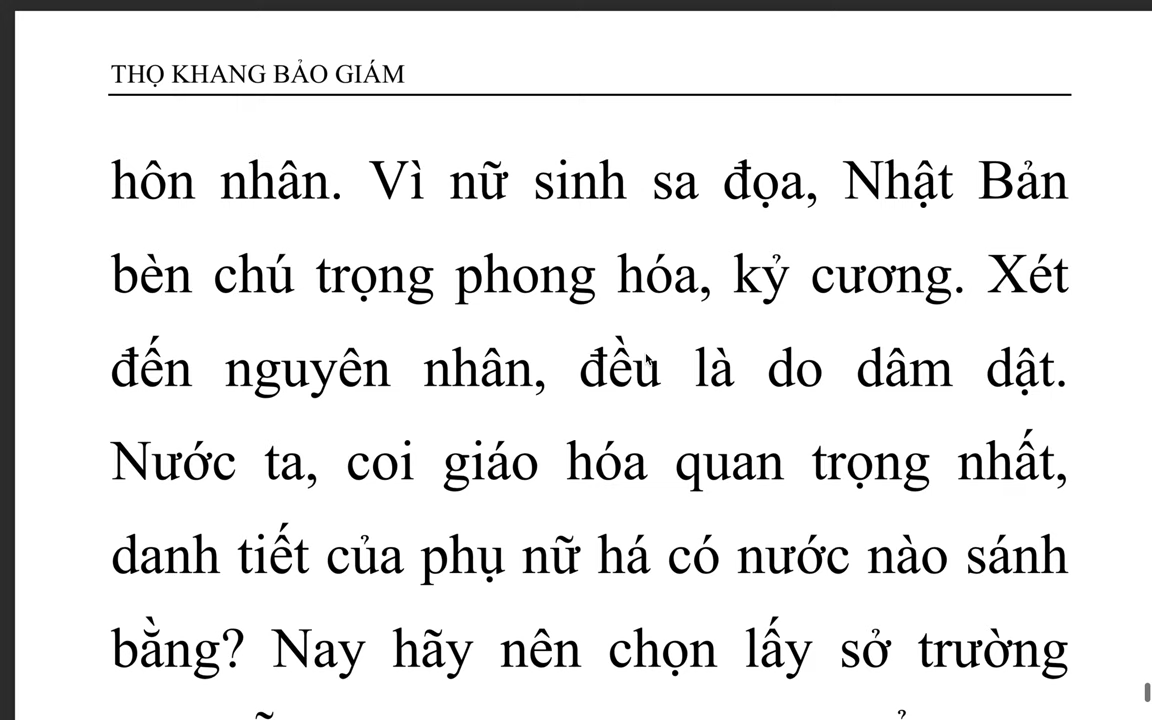 THỌ KHANG BẢO GIÁM
hôn nhân. Vì nữ sinh sa đọa, Nhật Bản
bèn chú trọng phong hóa, kỷ cương. Xét
đến nguyên nhân, đều là do dâm dật.
Nước ta, coi giáo hóa quan trọng nhất,
danh tiết của phụ nữ há có nước nào sánh
bằng? Nay hãy nên chọn lấy sở trường